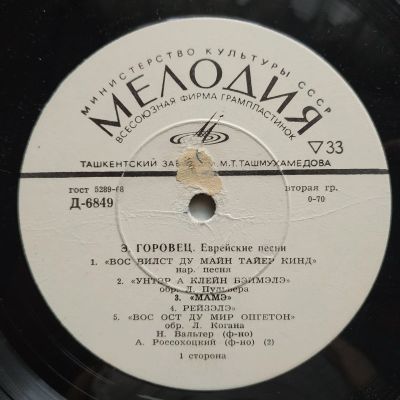 МИНИСТЕРСТВО КУЛЬТУРЫ СССР
МЕЛОДИЯ
ВСЕСОЮЗНАЯ ФИРМА ГРАМПЛАСТИНОК
33
ТАШКЕНТСКИЙ ЗАВ М.Т.ТАШМУХАМЕДОВА
гост 5289-68
вторая гр.
Д-6849
0-70
Э. ГОРОВЕЦ. Еврейские песни
1. «ВОС ВИЛСТ ДУ МАЙН ТАЙЕР КИНД»
нар. песня
2. «УНТЭР А КЛЕЙН БЭЙМЭЛЭ»
обр. Л. Пульвера
3. «МАМЭ»
4. РЕЙЗЭЛЭ»
5. «ВОС ОСТ ДУ МИР ОПГЕТОН»
обр. Л. Когана
Н. Вальтер (ф-но)
А. Россохоцкий (ф-но) (2)
1 сторона